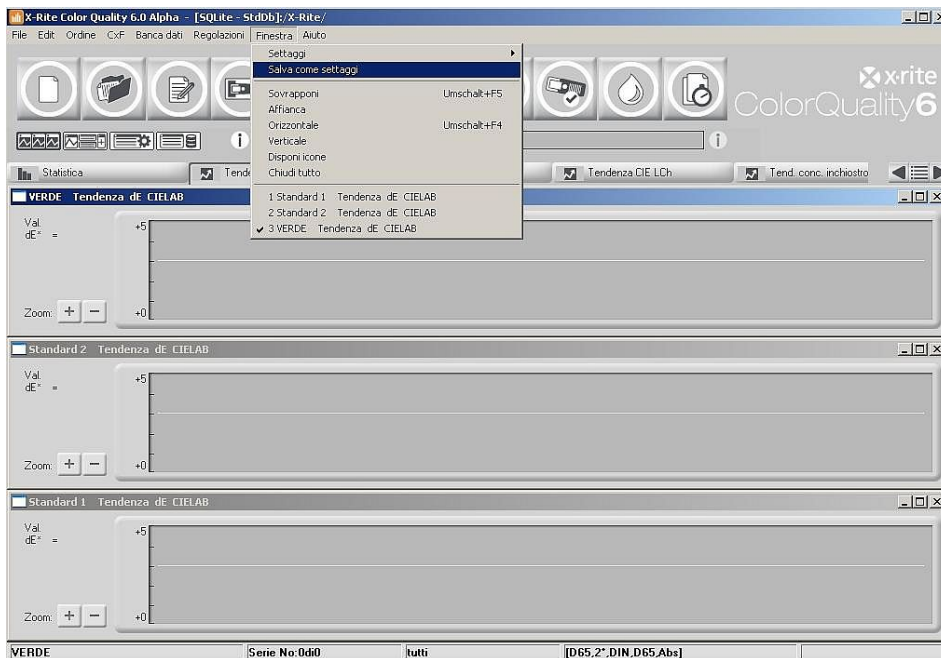 X-Rite Color Quality 6.0 Alpha - [SQLite - StdDb]:/X-Rite/
File Edit Ordine CxF Banca dati Regolazioni Finestra Aiuto
Settaggi
Salva come settaggi
Sovrapponi Umschalt+F5
Affianca
Orizzontale Umschalt+F4
Verticale
Disponi icone
Chiudi tutto
1 Standard 1 Tendenza dE CIELAB
2 Standard 2 Tendenza dE CIELAB
3 VERDE Tendenza dE CIELAB
x-rite
ColorQuality6
Statistica
Tende
Tendenza CIE LCh
Tend. conc. inchiostro
VERDE Tendenza dE CIELAB
Val.
dE* =
+5
Zoom: + −
+0
Standard 2 Tendenza dE CIELAB
Val.
dE* =
+5
Zoom: + −
+0
Standard 1 Tendenza dE CIELAB
Val.
dE* =
+5
Zoom: + −
+0
VERDE Serie No:0di0 tutti [D65,2*,DIN,D65,Abs]